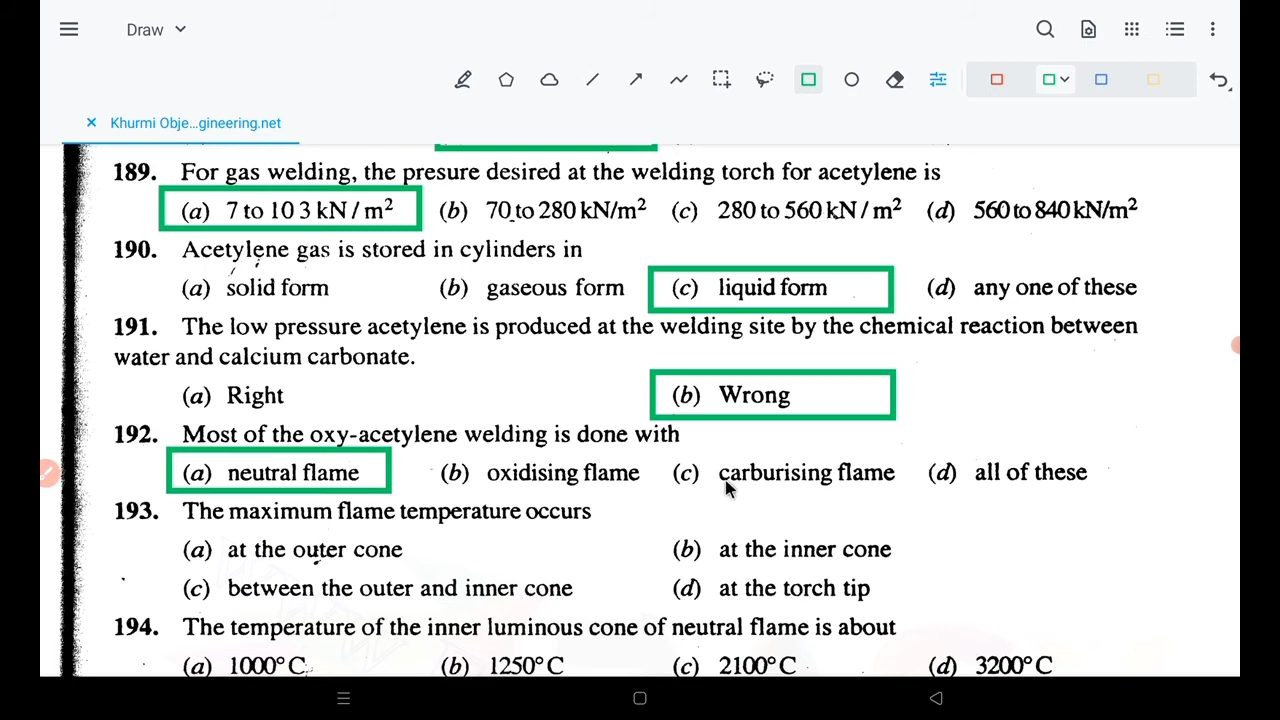 Draw
Khurmi Obje...gineering.net
189. For gas welding, the presure desired at the welding torch for acetylene is
(a) 7 to 10 3 kN / m² (b) 70 to 280 kN/m² (c) 280 to 560 kN / m² (d) 560 to 840 kN/m²
190. Acetylene gas is stored in cylinders in
(a) solid form (b) gaseous form (c) liquid form (d) any one of these
191. The low pressure acetylene is produced at the welding site by the chemical reaction between
water and calcium carbonate.
(a) Right (b) Wrong
192. Most of the oxy-acetylene welding is done with
(a) neutral flame (b) oxidising flame (c) carburising flame (d) all of these
193. The maximum flame temperature occurs
(a) at the outer cone (b) at the inner cone
(c) between the outer and inner cone (d) at the torch tip
194. The temperature of the inner luminous cone of neutral flame is about
(a) 1000° C (b) 1250° C (c) 2100° C (d) 3200° C